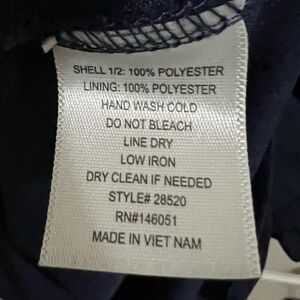 SHELL 1/2: 100% POLYESTER
LINING: 100% POLYESTER
HAND WASH COLD
DO NOT BLEACH
LINE DRY
LOW IRON
DRY CLEAN IF NEEDED
STYLE# 28520
RN#146051
MADE IN VIET NAM